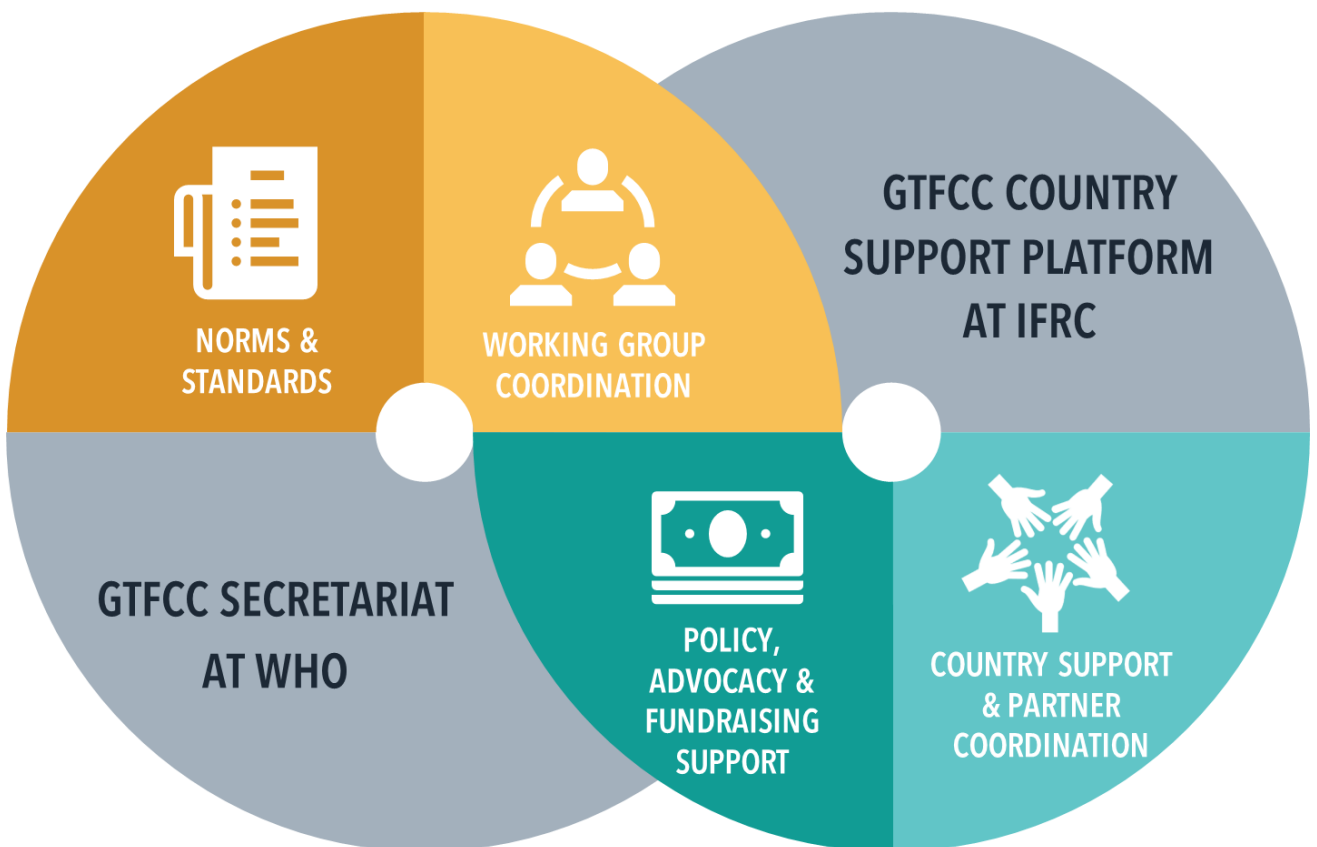 NORMS &
STANDARDS
WORKING GROUP
COORDINATION
GTFCC COUNTRY
SUPPORT PLATFORM
AT IFRC
GTFCC SECRETARIAT
AT WHO
POLICY,
ADVOCACY &
FUNDRAISING
SUPPORT
COUNTRY SUPPORT
& PARTNER
COORDINATION